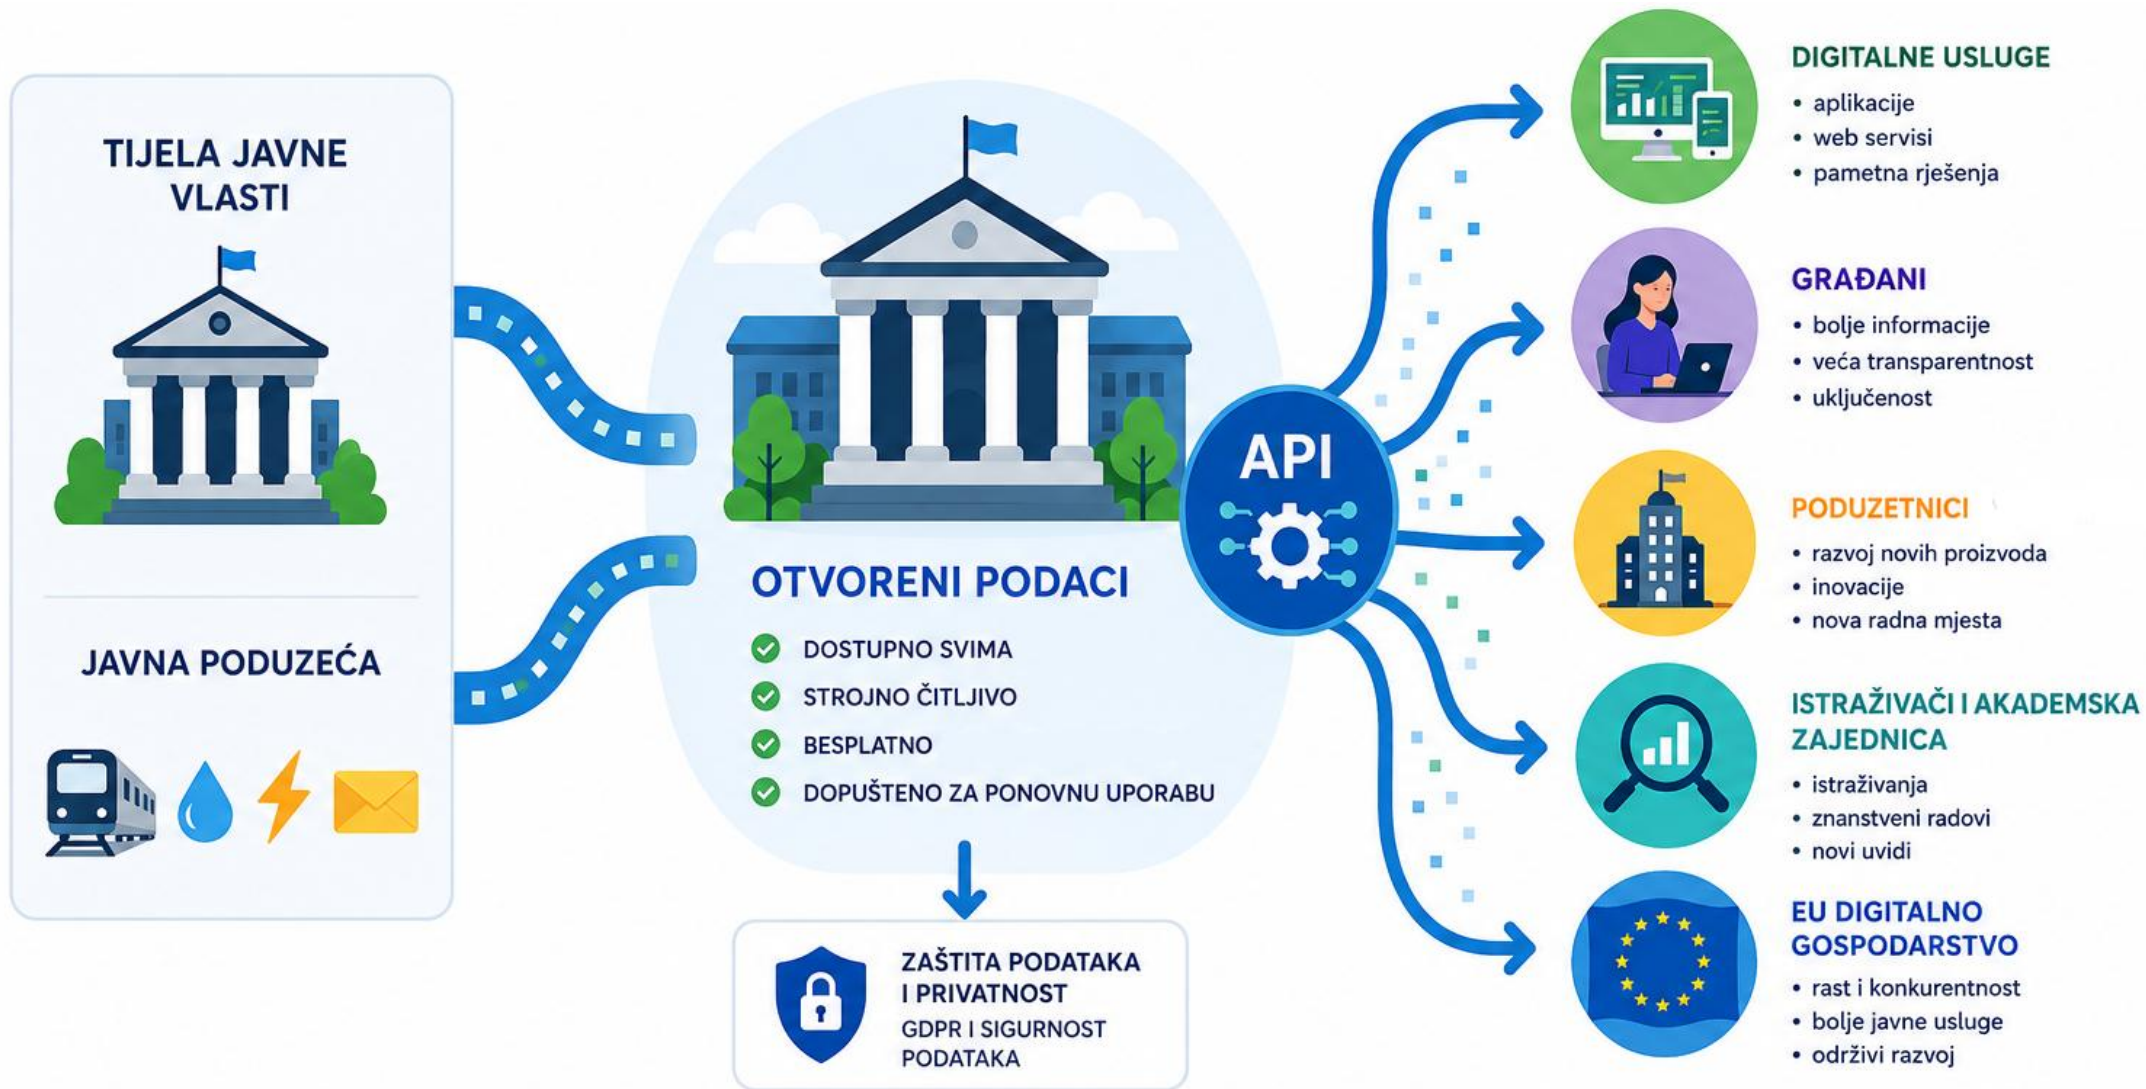 TIJELA JAVNE
VLASTI
JAVNA PODUZEĆA
OTVORENI PODACI
DOSTUPNO SVIMA
STROJNO ČITLJIVO
BESPLATNO
DOPUŠTENO ZA PONOVNU UPORABU
ZAŠTITA PODATAKA
I PRIVATNOST
GDPR I SIGURNOST
PODATAKA
API
DIGITALNE USLUGE
• aplikacije
• web servisi
• pametna rješenja
GRAĐANI
• bolje informacije
• veća transparentnost
• uključenost
PODUZETNICI
• razvoj novih proizvoda
• inovacije
• nova radna mjesta
ISTRAŽIVAČI I AKADEMSKA
ZAJEDNICA
• istraživanja
• znanstveni radovi
• novi uvidi
EU DIGITALNO
GOSPODARSTVO
• rast i konkurentnost
• bolje javne usluge
• održivi razvoj